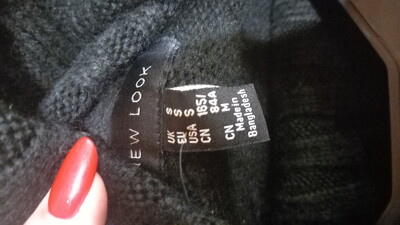 NEW LOOK
UK S
EU S
USA S
CN 165/
84A
CN M
Made in
Bangladesh